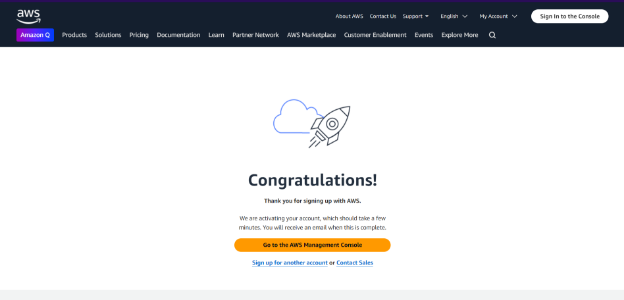 aws
About AWS Contact Us Support English My Account Sign In to the Console
Amazon Q Products Solutions Pricing Documentation Learn Partner Network AWS Marketplace Customer Enablement Events Explore More
Congratulations!
Thank you for signing up with AWS.
We are activating your account, which should take a few
minutes. You will receive an email when this is complete.
Go to the AWS Management Console
Sign up for another account or Contact Sales